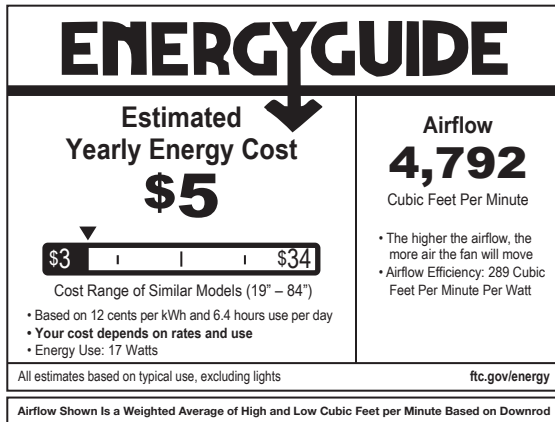 ENERGYGUIDE
Estimated
Yearly Energy Cost
$5
$3
$34
Cost Range of Similar Models (19” – 84”)
• Based on 12 cents per kWh and 6.4 hours use per day
• Your cost depends on rates and use
• Energy Use: 17 Watts
Airflow
4,792
Cubic Feet Per Minute
• The higher the airflow, the
more air the fan will move
• Airflow Efficiency: 289 Cubic
Feet Per Minute Per Watt
All estimates based on typical use, excluding lights
ftc.gov/energy
Airflow Shown Is a Weighted Average of High and Low Cubic Feet per Minute Based on Downrod